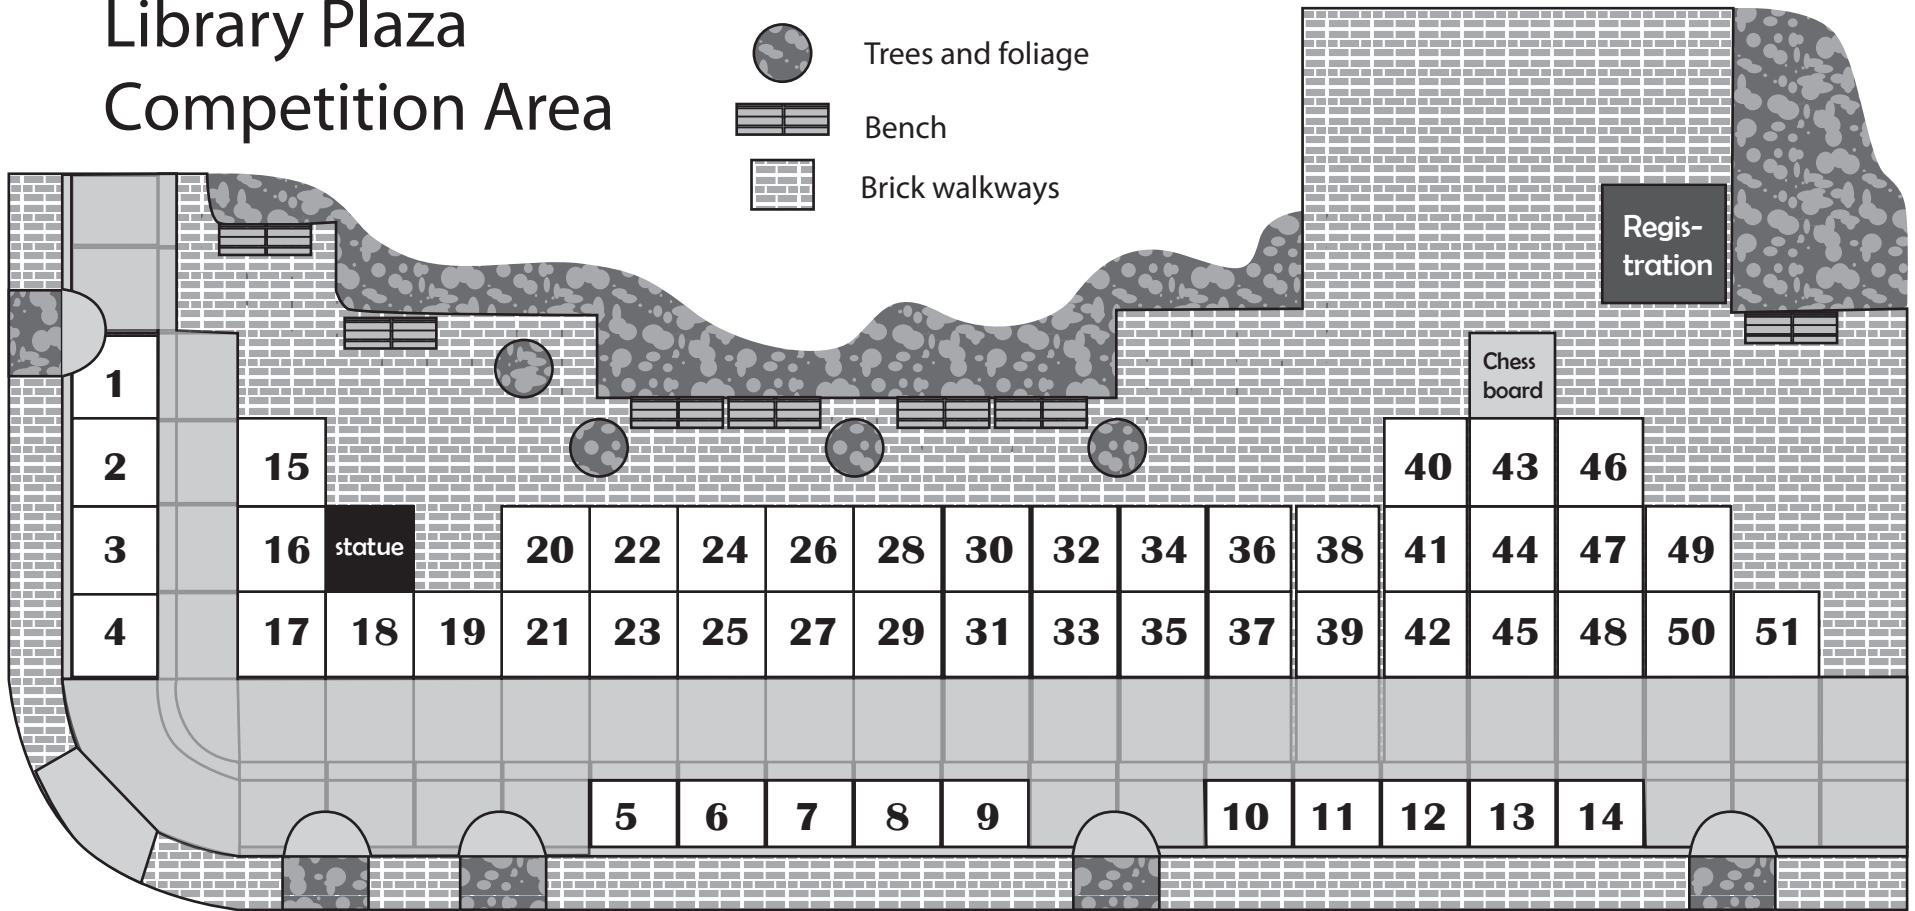 Library Plaza
Competition Area
Trees and foliage
Bench
Brick walkways
Regis-
tration
Chess
board
1
2 15 40 43 46
3 16 statue 20 22 24 26 28 30 32 34 36 38 41 44 47 49
4 17 18 19 21 23 25 27 29 31 33 35 37 39 42 45 48 50 51
5 6 7 8 9 10 11 12 13 14